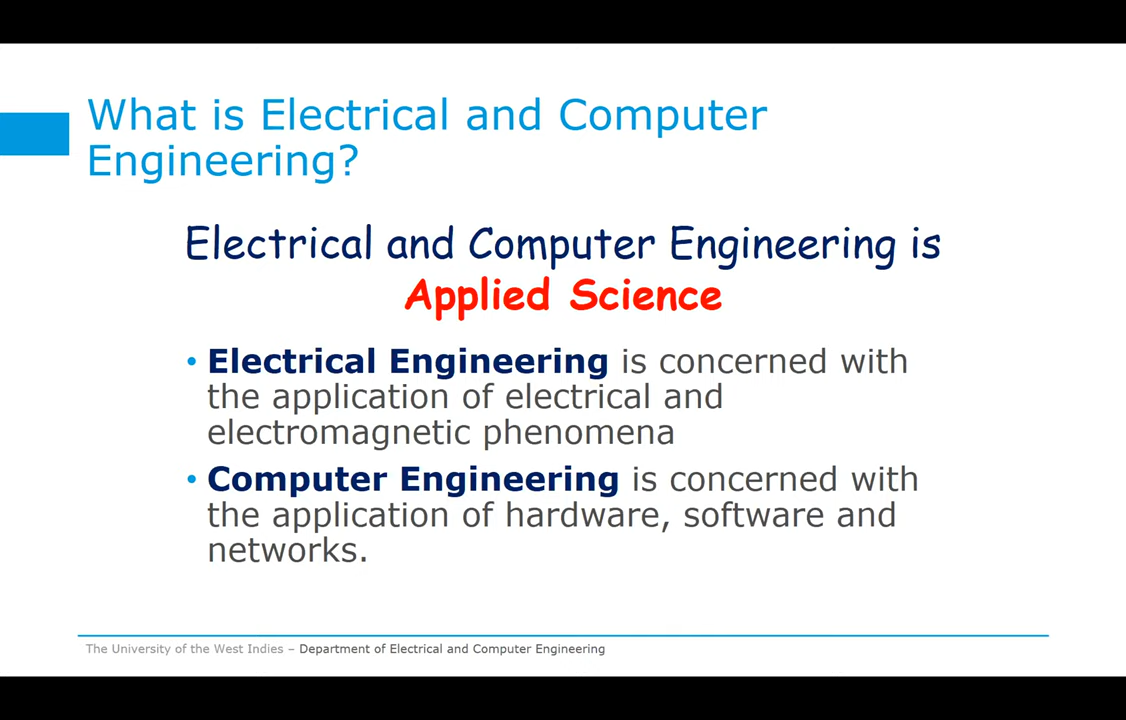 What is Electrical and Computer
Engineering?
Electrical and Computer Engineering is
Applied Science
• Electrical Engineering is concerned with
the application of electrical and
electromagnetic phenomena
• Computer Engineering is concerned with
the application of hardware, software and
networks.
The University of the West Indies – Department of Electrical and Computer Engineering